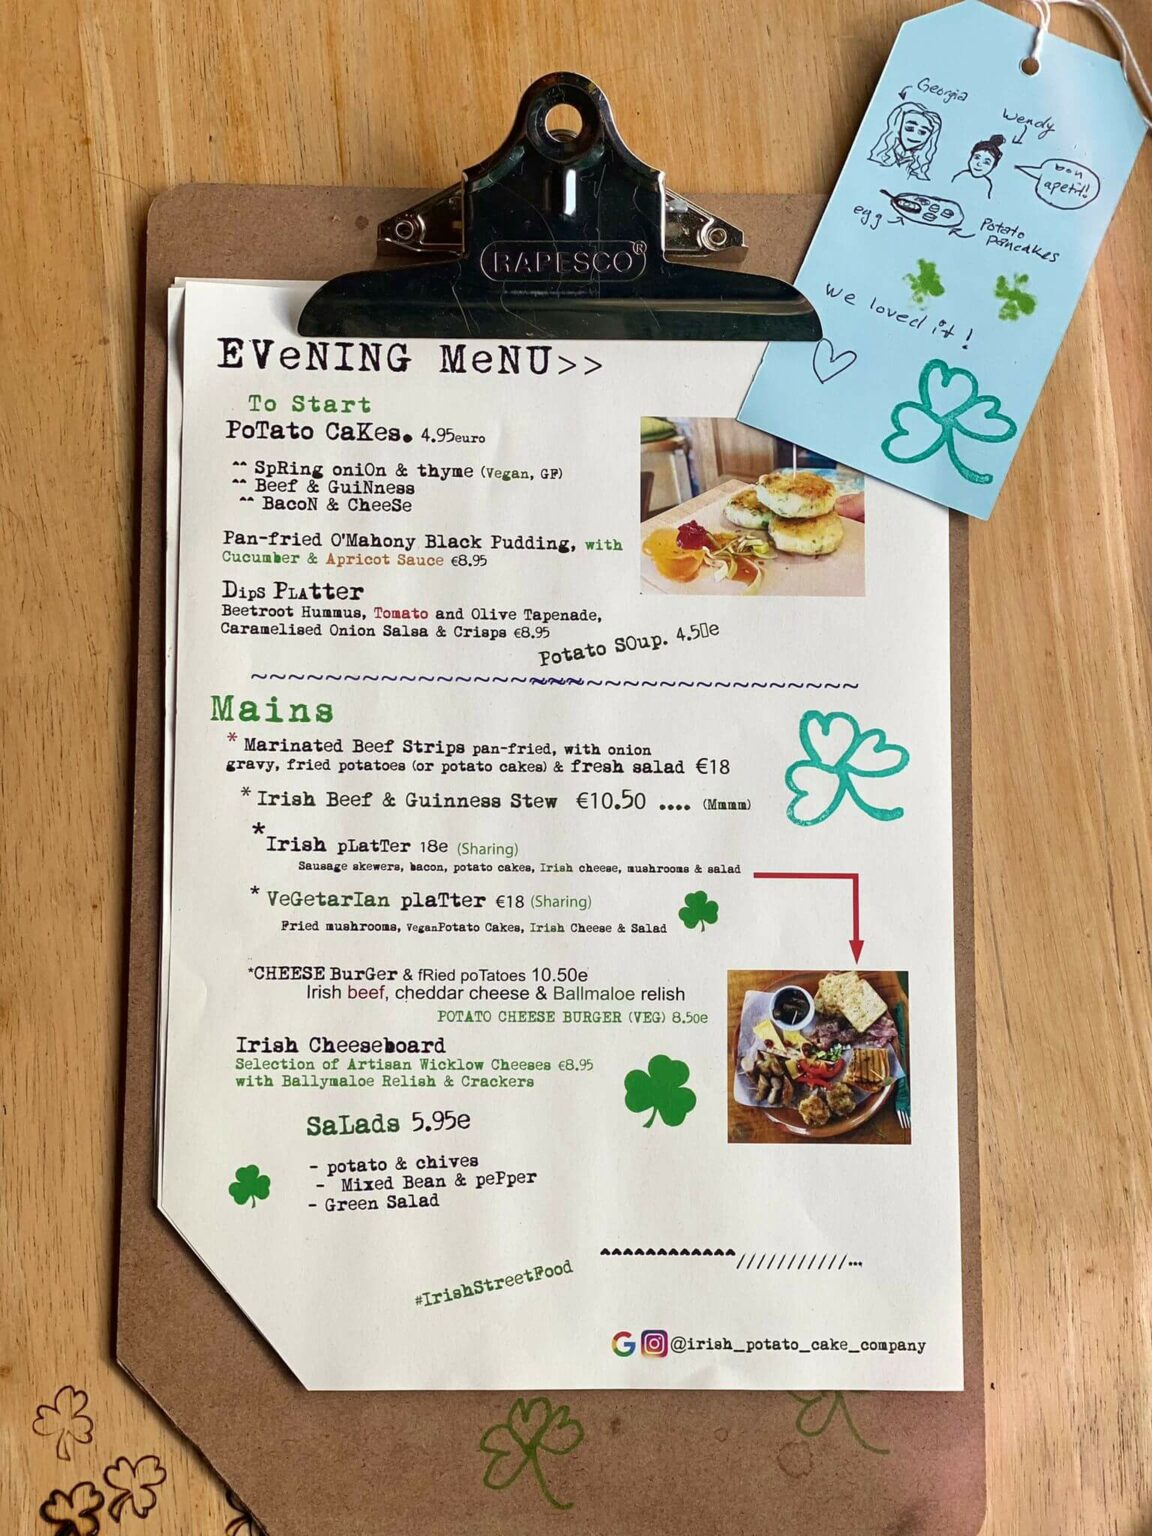 RAPESCO®
Georgia
Wendy
bon
apetit!
egg
Potato
Pancakes
We loved it!
EVeNING MeNU>>
To Start
PoTato CaKes. 4.95euro
^^ SpRing oniOn & thyme (Vegan, GF)
^^ Beef & GuiNness
^^ BacoN & CheeSe
Pan-fried O'Mahony Black Pudding, with
Cucumber & Apricot Sauce €8.95
Dips PLAtter
Beetroot Hummus, Tomato and Olive Tapenade,
Caramelised Onion Salsa & Crisps €8.95
Potato SOup. 4.5▯e
~~~~~~~~~~~~~~~~~~~~~~~~~~~~~~~~~
Mains
* Marinated Beef Strips pan-fried, with onion
gravy, fried potatoes (or potato cakes) & fresh salad €18
* Irish Beef & Guinness Stew €10.50 .... (Mmmm)
* Irish pLatTer 18e (Sharing)
Sausage skewers, bacon, potato cakes, Irish cheese, mushrooms & salad
* VeGetarIan plaTter €18 (Sharing)
Fried mushrooms, VeganPotato Cakes, Irish Cheese & Salad
*CHEESE BurGer & fRied poTatoes 10.50e
Irish beef, cheddar cheese & Ballmaloe relish
POTATO CHEESE BURGER (VEG) 8.50e
Irish Cheeseboard
Selection of Artisan Wicklow Cheeses €8.95
with Ballymaloe Relish & Crackers
SaLads 5.95e
- potato & chives
- Mixed Bean & pePper
- Green Salad
^^^^^^^^^^^^///////////...
#IrishStreetFood
G @irish_potato_cake_company